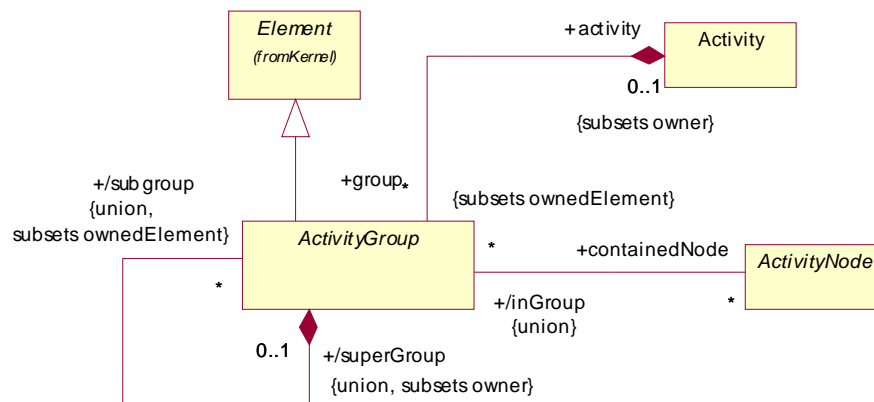 Element
(fromKernel)
+activity
Activity
0..1
{subsets owner}
+/subgroup
{union,
subsets ownedElement}
*
+group
*
{subsets ownedElement}
ActivityGroup
*
+containedNode
ActivityNode
*
+/inGroup
{union}
0..1
+/superGroup
{union, subsets owner}